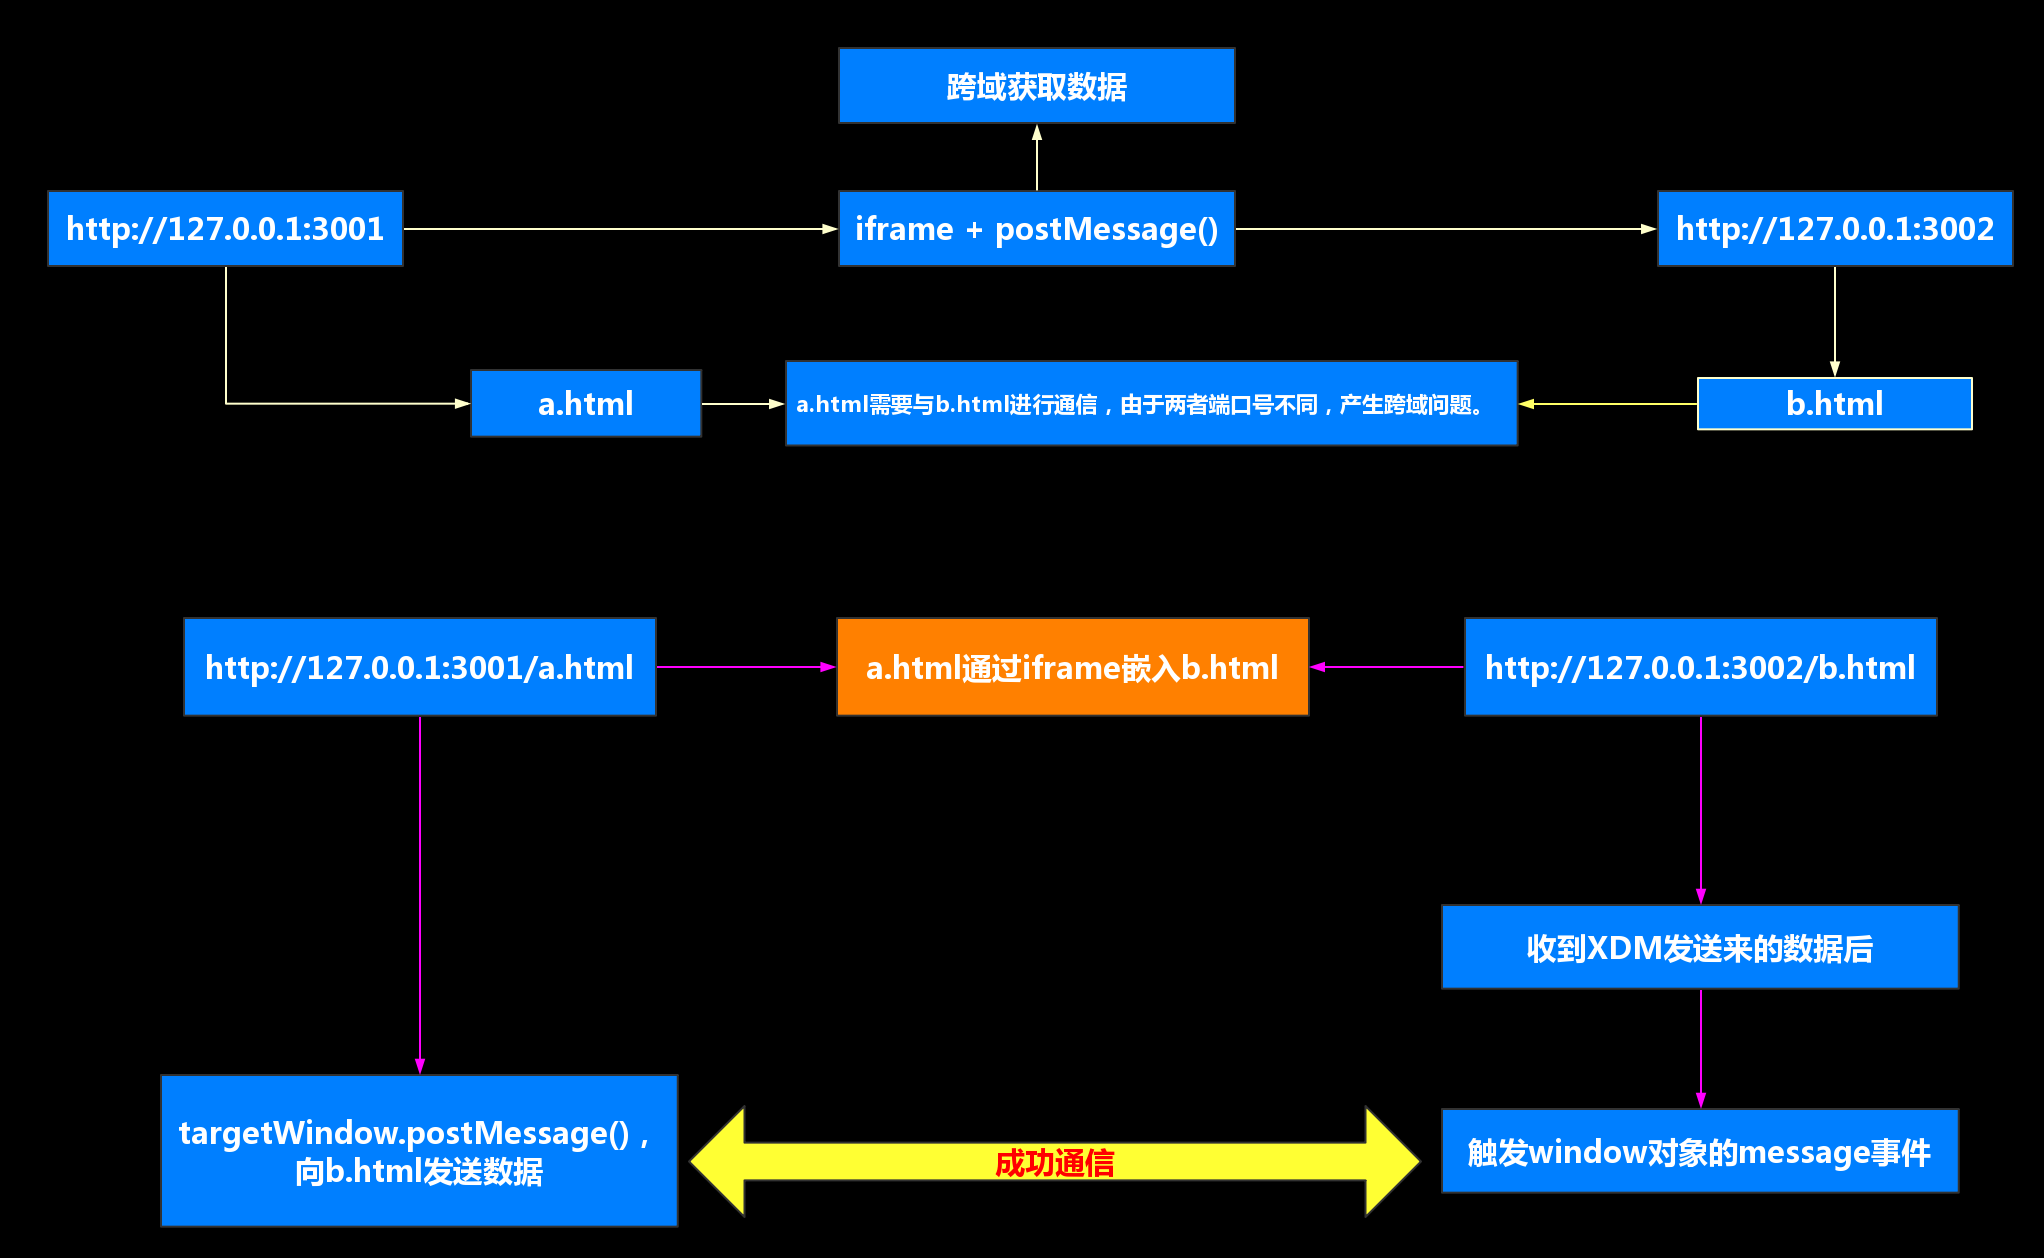 跨域获取数据
http://127.0.0.1:3001
iframe + postMessage()
http://127.0.0.1:3002
a.html
a.html需要与b.html进行通信，由于两者端口号不同，产生跨域问题。
b.html
http://127.0.0.1:3001/a.html
a.html通过iframe嵌入b.html
http://127.0.0.1:3002/b.html
收到XDM发送来的数据后
targetWindow.postMessage()，
向b.html发送数据
成功通信
触发window对象的message事件